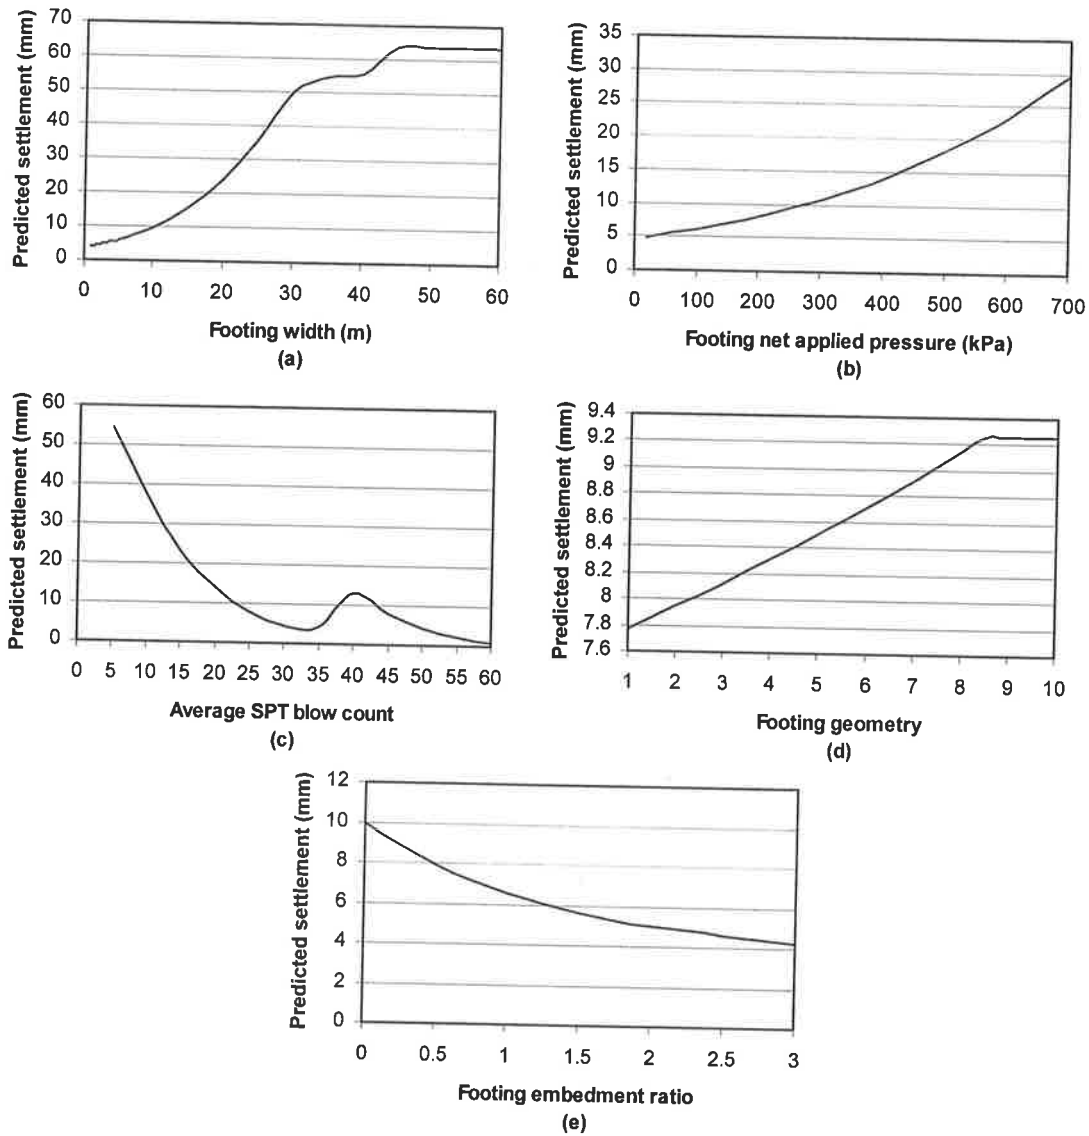 Predicted settlement (mm)
70
60
50
40
30
20
10
0
0 10 20 30 40 50 60
Footing width (m)
(a)
Predicted settlement (mm)
35
30
25
20
15
10
5
0
0 100 200 300 400 500 600 700
Footing net applied pressure (kPa)
(b)
Predicted settlement (mm)
60
50
40
30
20
10
0
0 5 10 15 20 25 30 35 40 45 50 55 60
Average SPT blow count
(c)
Predicted settlement (mm)
9.4
9.2
9
8.8
8.6
8.4
8.2
8
7.8
7.6
1 2 3 4 5 6 7 8 9 10
Footing geometry
(d)
Predicted settlement (mm)
12
10
8
6
4
2
0
0 0.5 1 1.5 2 2.5 3
Footing embedment ratio
(e)